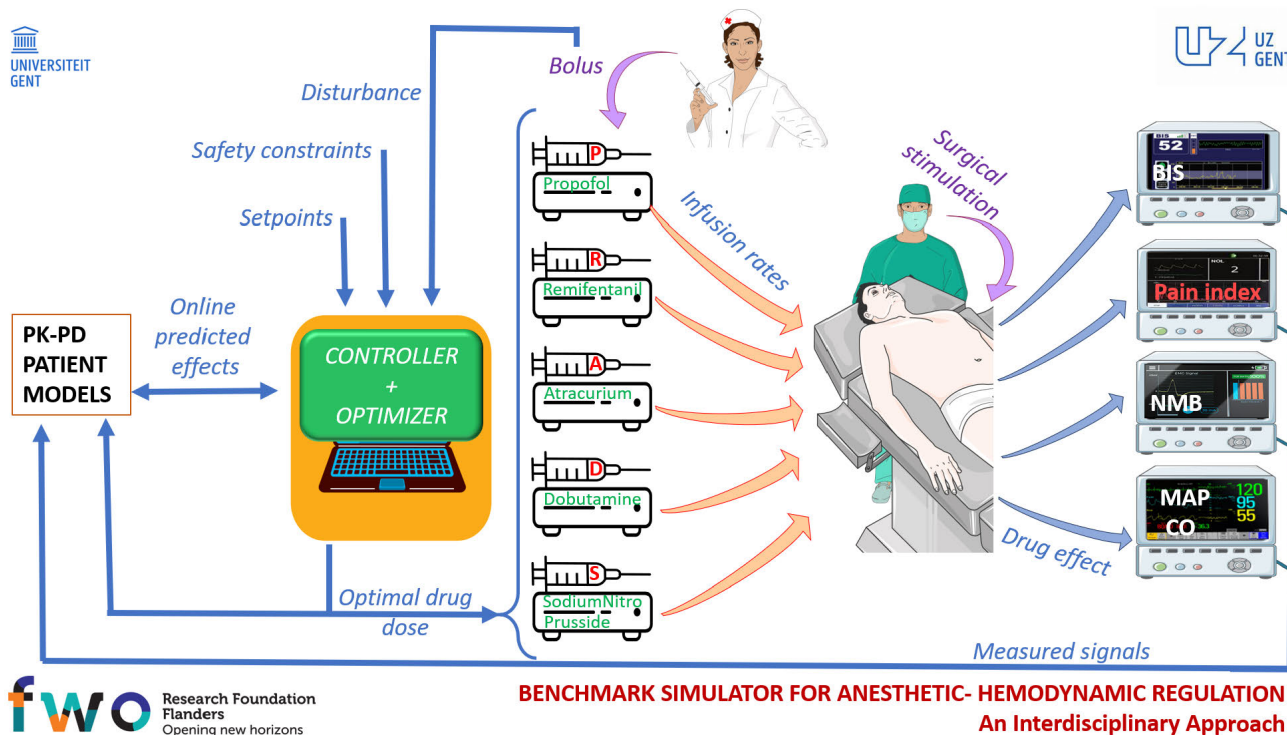 UNIVERSITEIT
GENT
UZ
GENT
Bolus
Disturbance
Safety constraints
Setpoints
Online
predicted
effects
PK-PD
PATIENT
MODELS
CONTROLLER
+
OPTIMIZER
Optimal drug
dose
P
Propofol
R
Remifentanil
A
Atracurium
D
Dobutamine
S
SodiumNitro
Prusside
Infusion rates
Surgical
stimulation
Drug effect
BIS
52
BIS
NOL
2
Pain index
NMB
MAP
CO
120
95
55
Measured signals
fwo
Research Foundation
Flanders
Opening new horizons
BENCHMARK SIMULATOR FOR ANESTHETIC- HEMODYNAMIC REGULATION
An Interdisciplinary Approach